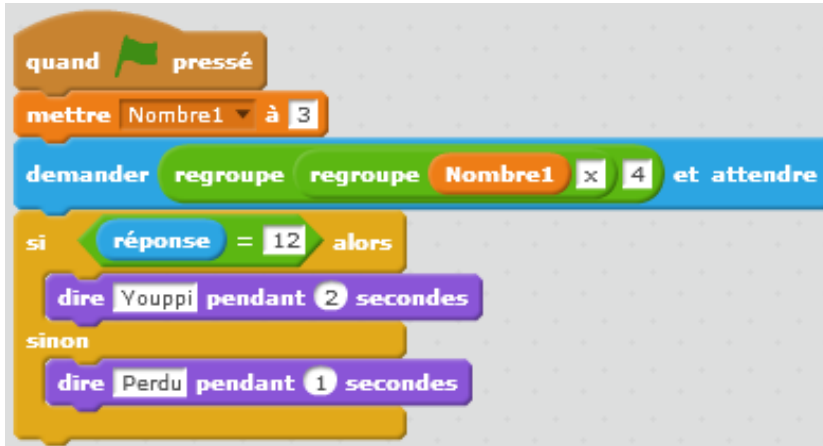 quand pressé
mettre Nombre1 à 3
demander regroupe regroupe Nombre1 x 4 et attendre
si réponse = 12 alors
dire Youppi pendant 2 secondes
sinon
dire Perdu pendant 1 secondes